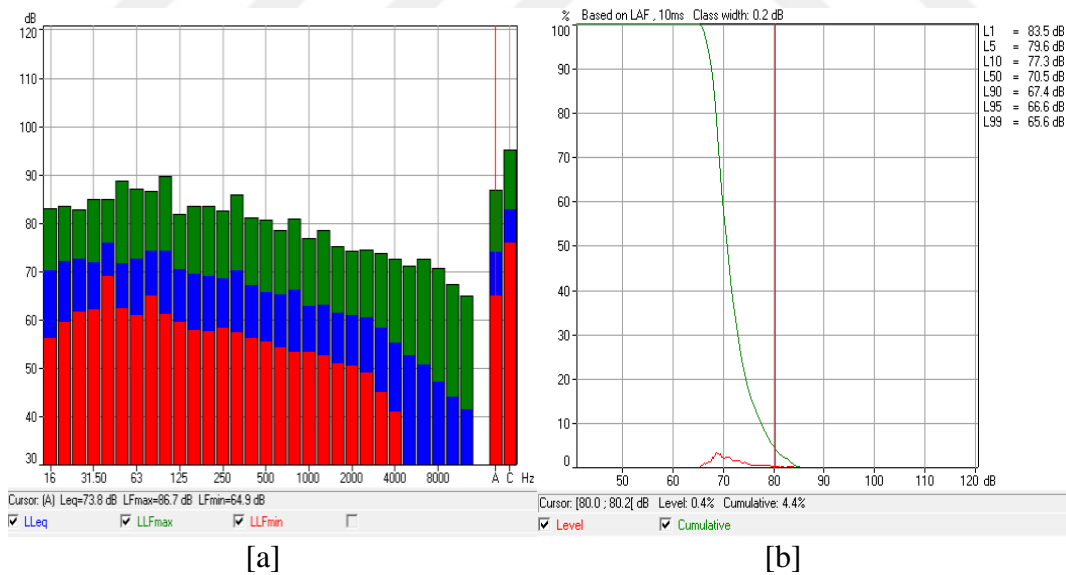 dB
120
110
100
90
80
70
60
50
40
30
16 31.50 63 125 250 500 1000 2000 4000 8000 A C Hz
Cursor: (A) Leq=73.8 dB LFmax=86.7 dB LFmin=64.9 dB
LLeq LLFmax LLFmin
[a]
% Based on LAF , 10ms Class width: 0.2 dB
100
90
80
70
60
50
40
30
20
10
0
50 60 70 80 90 100 110 120 dB
L1 = 83.5 dB
L5 = 79.6 dB
L10 = 77.3 dB
L50 = 70.5 dB
L90 = 67.4 dB
L95 = 66.6 dB
L99 = 65.6 dB
Cursor: [80.0 ; 80.2[ dB Level: 0.4% Cumulative: 4.4%
Level Cumulative
[b]